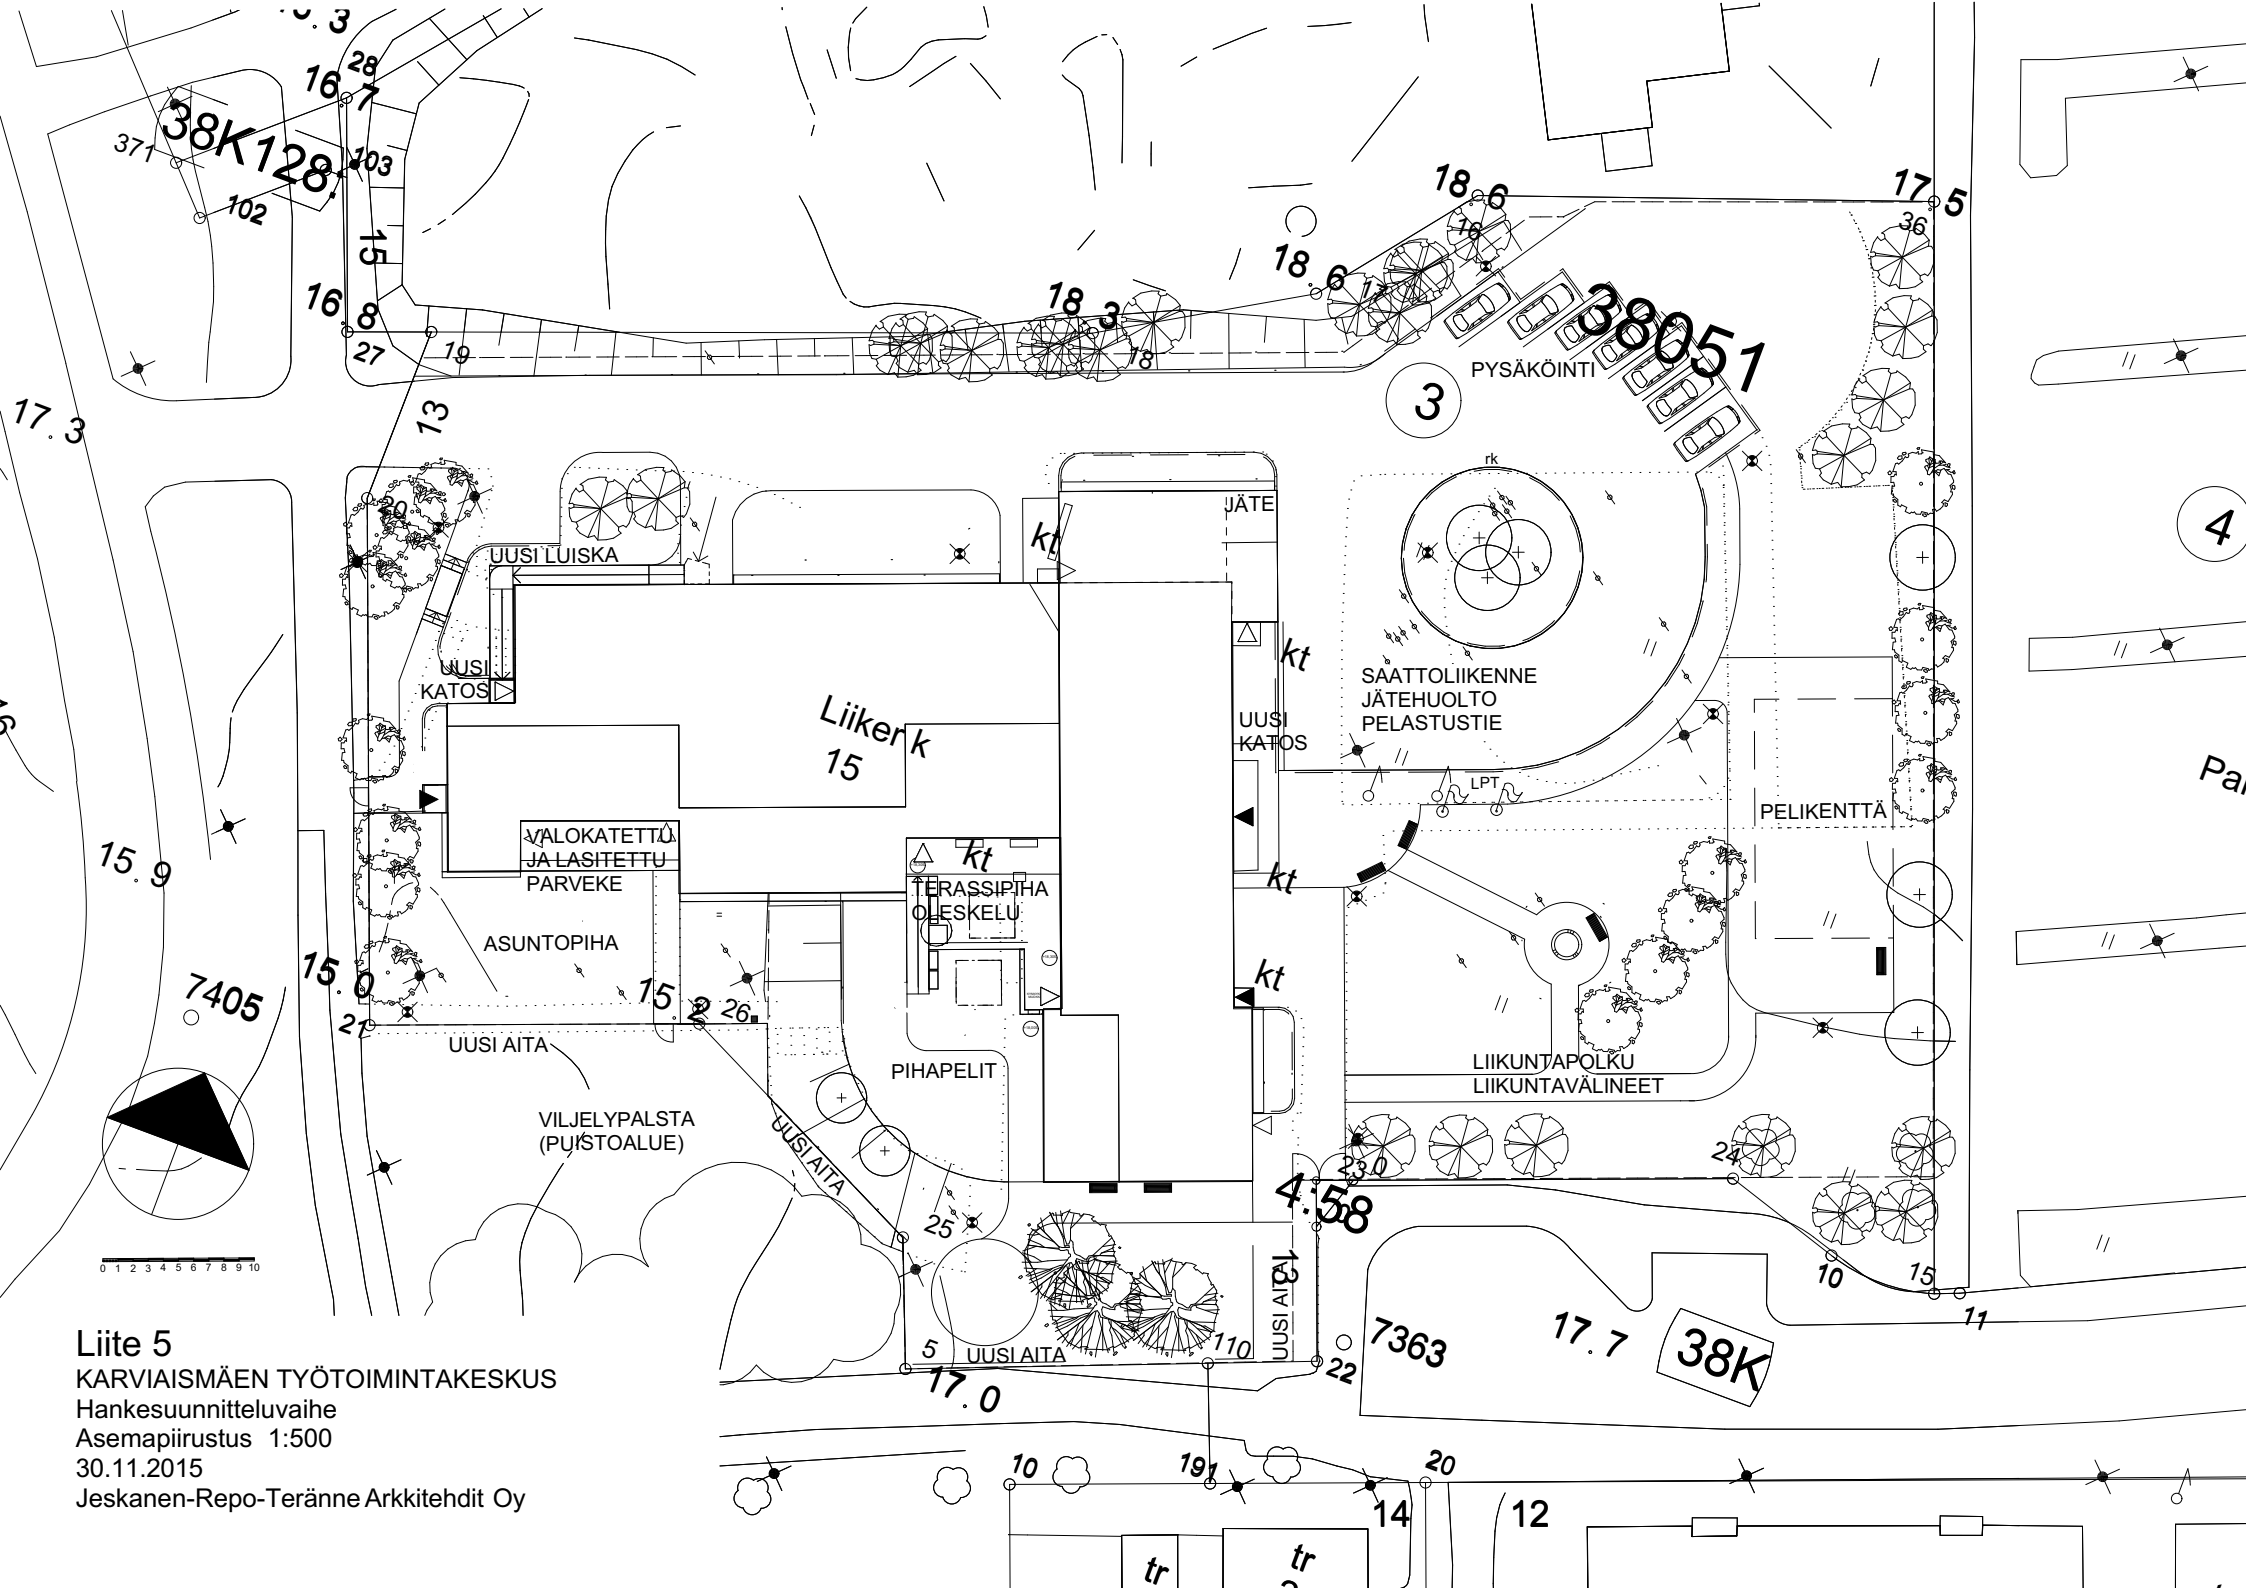 28
16. 7
38K128
371
103
102
15
16. 8
27
19
13
17. 3
18. 6
16
17. 5
36
18. 6
17
18. 3
18
38051
PYSÄKÖINTI
3
rk
JÄTE
kt
20
UUSI LUISKA
4
UUSI
KATOS
kt
SAATTOLIIKENNE
JÄTEHUOLTO
PELASTUSTIE
Liiker k
15
UUSI
KATOS
LPT
PELIKENTTÄ
VALOKATETTU
JA LASITETTU
PARVEKE
kt
TERASSIPIHA
OLESKELU
kt
15. 9
ASUNTOPIHA
kt
7405
15. 0
21
15. 2
26
UUSI AITA
PIHAPELIT
LIIKUNTAPOLKU
LIIKUNTAVÄLINEET
VILJELYPALSTA
(PUISTOALUE)
UUSI AITA
24
23
4:58
25
13
UUSI AITA
10
15
11
0 1 2 3 4 5 6 7 8 9 10
5
UUSI AITA
110
22
7363
17. 7
38K
17. 0
Liite 5
KARVIAISMÄEN TYÖTOIMINTAKESKUS
Hankesuunnitteluvaihe
Asemapiirustus 1:500
30.11.2015
Jeskanen-Repo-Teränne Arkkitehdit Oy
10
191
20
14
12
tr
tr